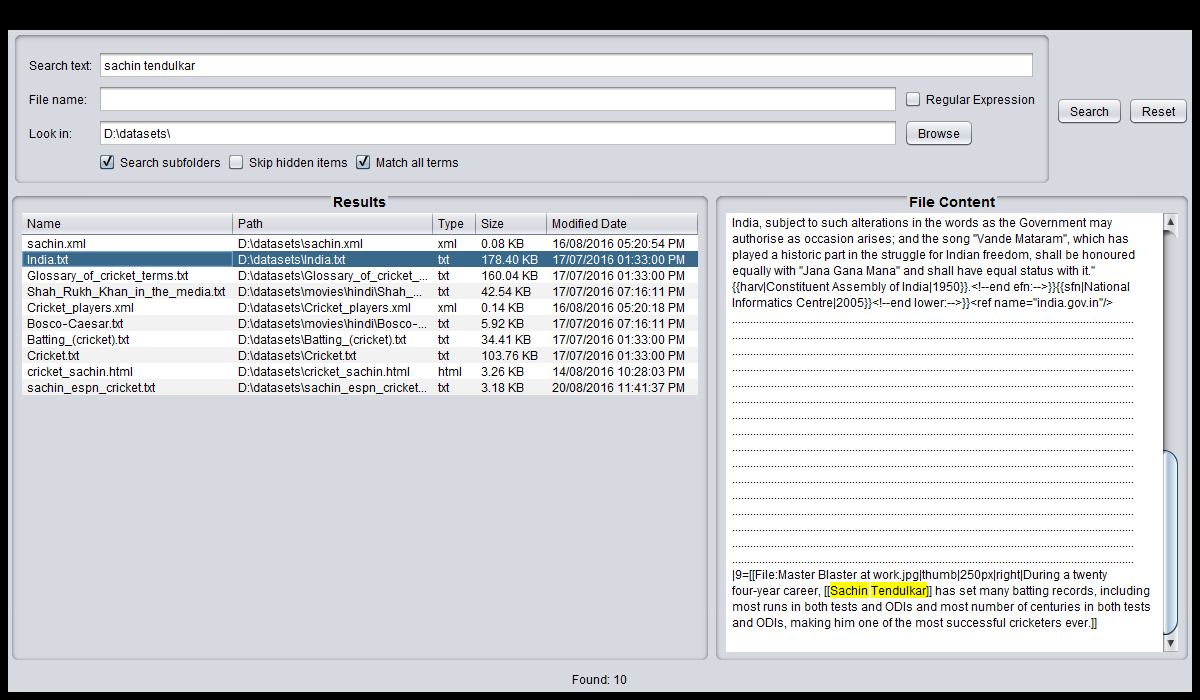 Search text: sachin tendulkar
File name: Regular Expression
Search Reset
Look in: D:\datasets\ Browse
Search subfolders Skip hidden items Match all terms
Results
Name Path Type Size Modified Date
sachin.xml D:\datasets\sachin.xml xml 0.08 KB 16/08/2016 05:20:54 PM
India.txt D:\datasets\India.txt txt 178.40 KB 17/07/2016 01:33:00 PM
Glossary_of_cricket_terms.txt D:\datasets\Glossary_of_cricket_... txt 160.04 KB 17/07/2016 01:33:00 PM
Shah_Rukh_Khan_in_the_media.txt D:\datasets\movies\hindi\Shah_... txt 42.54 KB 17/07/2016 07:16:11 PM
Cricket_players.xml D:\datasets\Cricket_players.xml xml 0.14 KB 16/08/2016 05:20:18 PM
Bosco-Caesar.txt D:\datasets\movies\hindi\Bosco-... txt 5.92 KB 17/07/2016 07:16:11 PM
Batting_(cricket).txt D:\datasets\Batting_(cricket).txt txt 34.41 KB 17/07/2016 01:33:00 PM
Cricket.txt D:\datasets\Cricket.txt txt 103.76 KB 17/07/2016 01:33:00 PM
cricket_sachin.html D:\datasets\cricket_sachin.html html 3.26 KB 14/08/2016 10:28:03 PM
sachin_espn_cricket.txt D:\datasets\sachin_espn_cricket... txt 3.18 KB 20/08/2016 11:41:37 PM
File Content
India, subject to such alterations in the words as the Government may
authorise as occasion arises; and the song "Vande Mataram", which has
played a historic part in the struggle for Indian freedom, shall be honoured
equally with "Jana Gana Mana" and shall have equal status with it."
{{harv|Constituent Assembly of India|1950}}.<!--end efn:-->}}{{sfn|National
Informatics Centre|2005}}<!--end lower:-->}}<ref name="india.gov.in"/>
|9=[[File:Master Blaster at work.jpg|thumb|250px|right|During a twenty
four-year career, [[Sachin Tendulkar]] has set many batting records, including
most runs in both tests and ODIs and most number of centuries in both tests
and ODIs, making him one of the most successful cricketers ever.]]
Found: 10